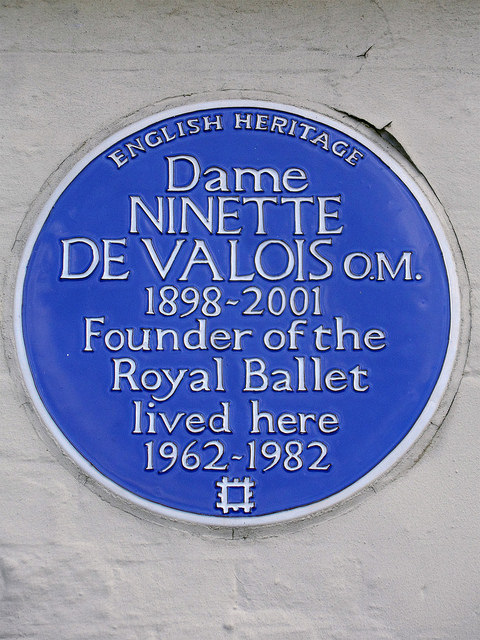 ENGLISH HERITAGE
Dame
NINETTE
DE VALOIS O.M.
1898-2001
Founder of the
Royal Ballet
lived here
1962-1982